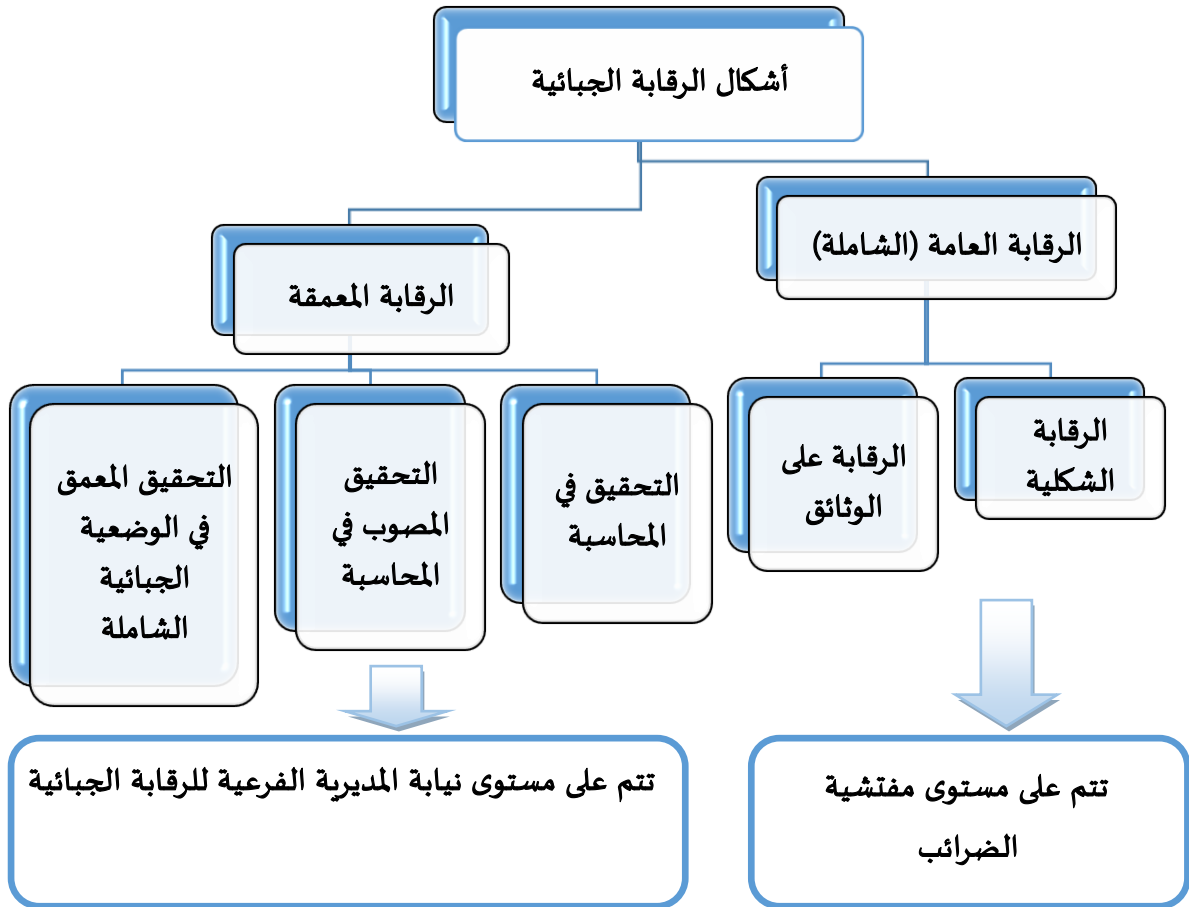 أشكال الرقابة الجبائية
الرقابة العامة (الشاملة)
الرقابة المعمقة
الرقابة
الشكلية
الرقابة على
الوثائق
التحقيق في
المحاسبة
التحقيق
المصوب في
المحاسبة
التحقيق المعمق
في الوضعية
الجبائية
الشاملة
تتم على مستوى مفتشية
الضرائب
تتم على مستوى نيابة المديرية الفرعية للرقابة الجبائية